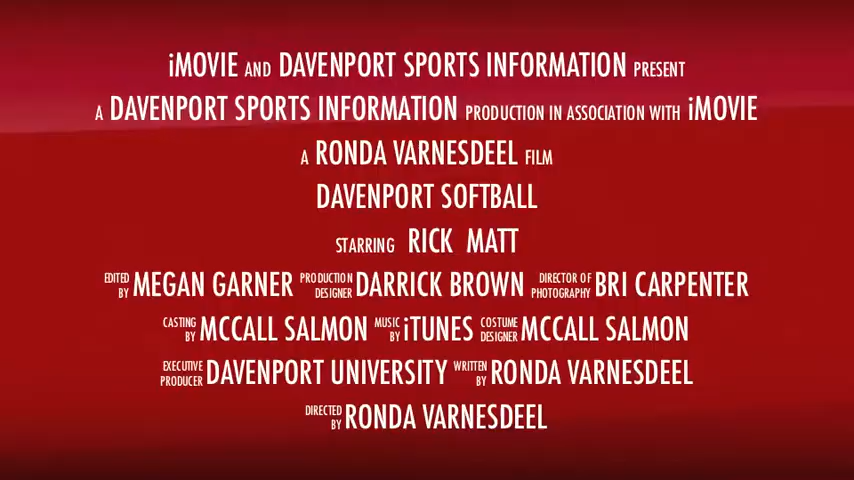 iMOVIE AND DAVENPORT SPORTS INFORMATION PRESENT
A DAVENPORT SPORTS INFORMATION PRODUCTION IN ASSOCIATION WITH iMOVIE
A RONDA VARNESDEEL FILM
DAVENPORT SOFTBALL
STARRING RICK MATT
EDITED BY MEGAN GARNER PRODUCTION DESIGNER DARRICK BROWN DIRECTOR OF PHOTOGRAPHY BRI CARPENTER
CASTING BY MCCALL SALMON MUSIC BY iTUNES COSTUME DESIGNER MCCALL SALMON
EXECUTIVE PRODUCER DAVENPORT UNIVERSITY WRITTEN BY RONDA VARNESDEEL
DIRECTED BY RONDA VARNESDEEL